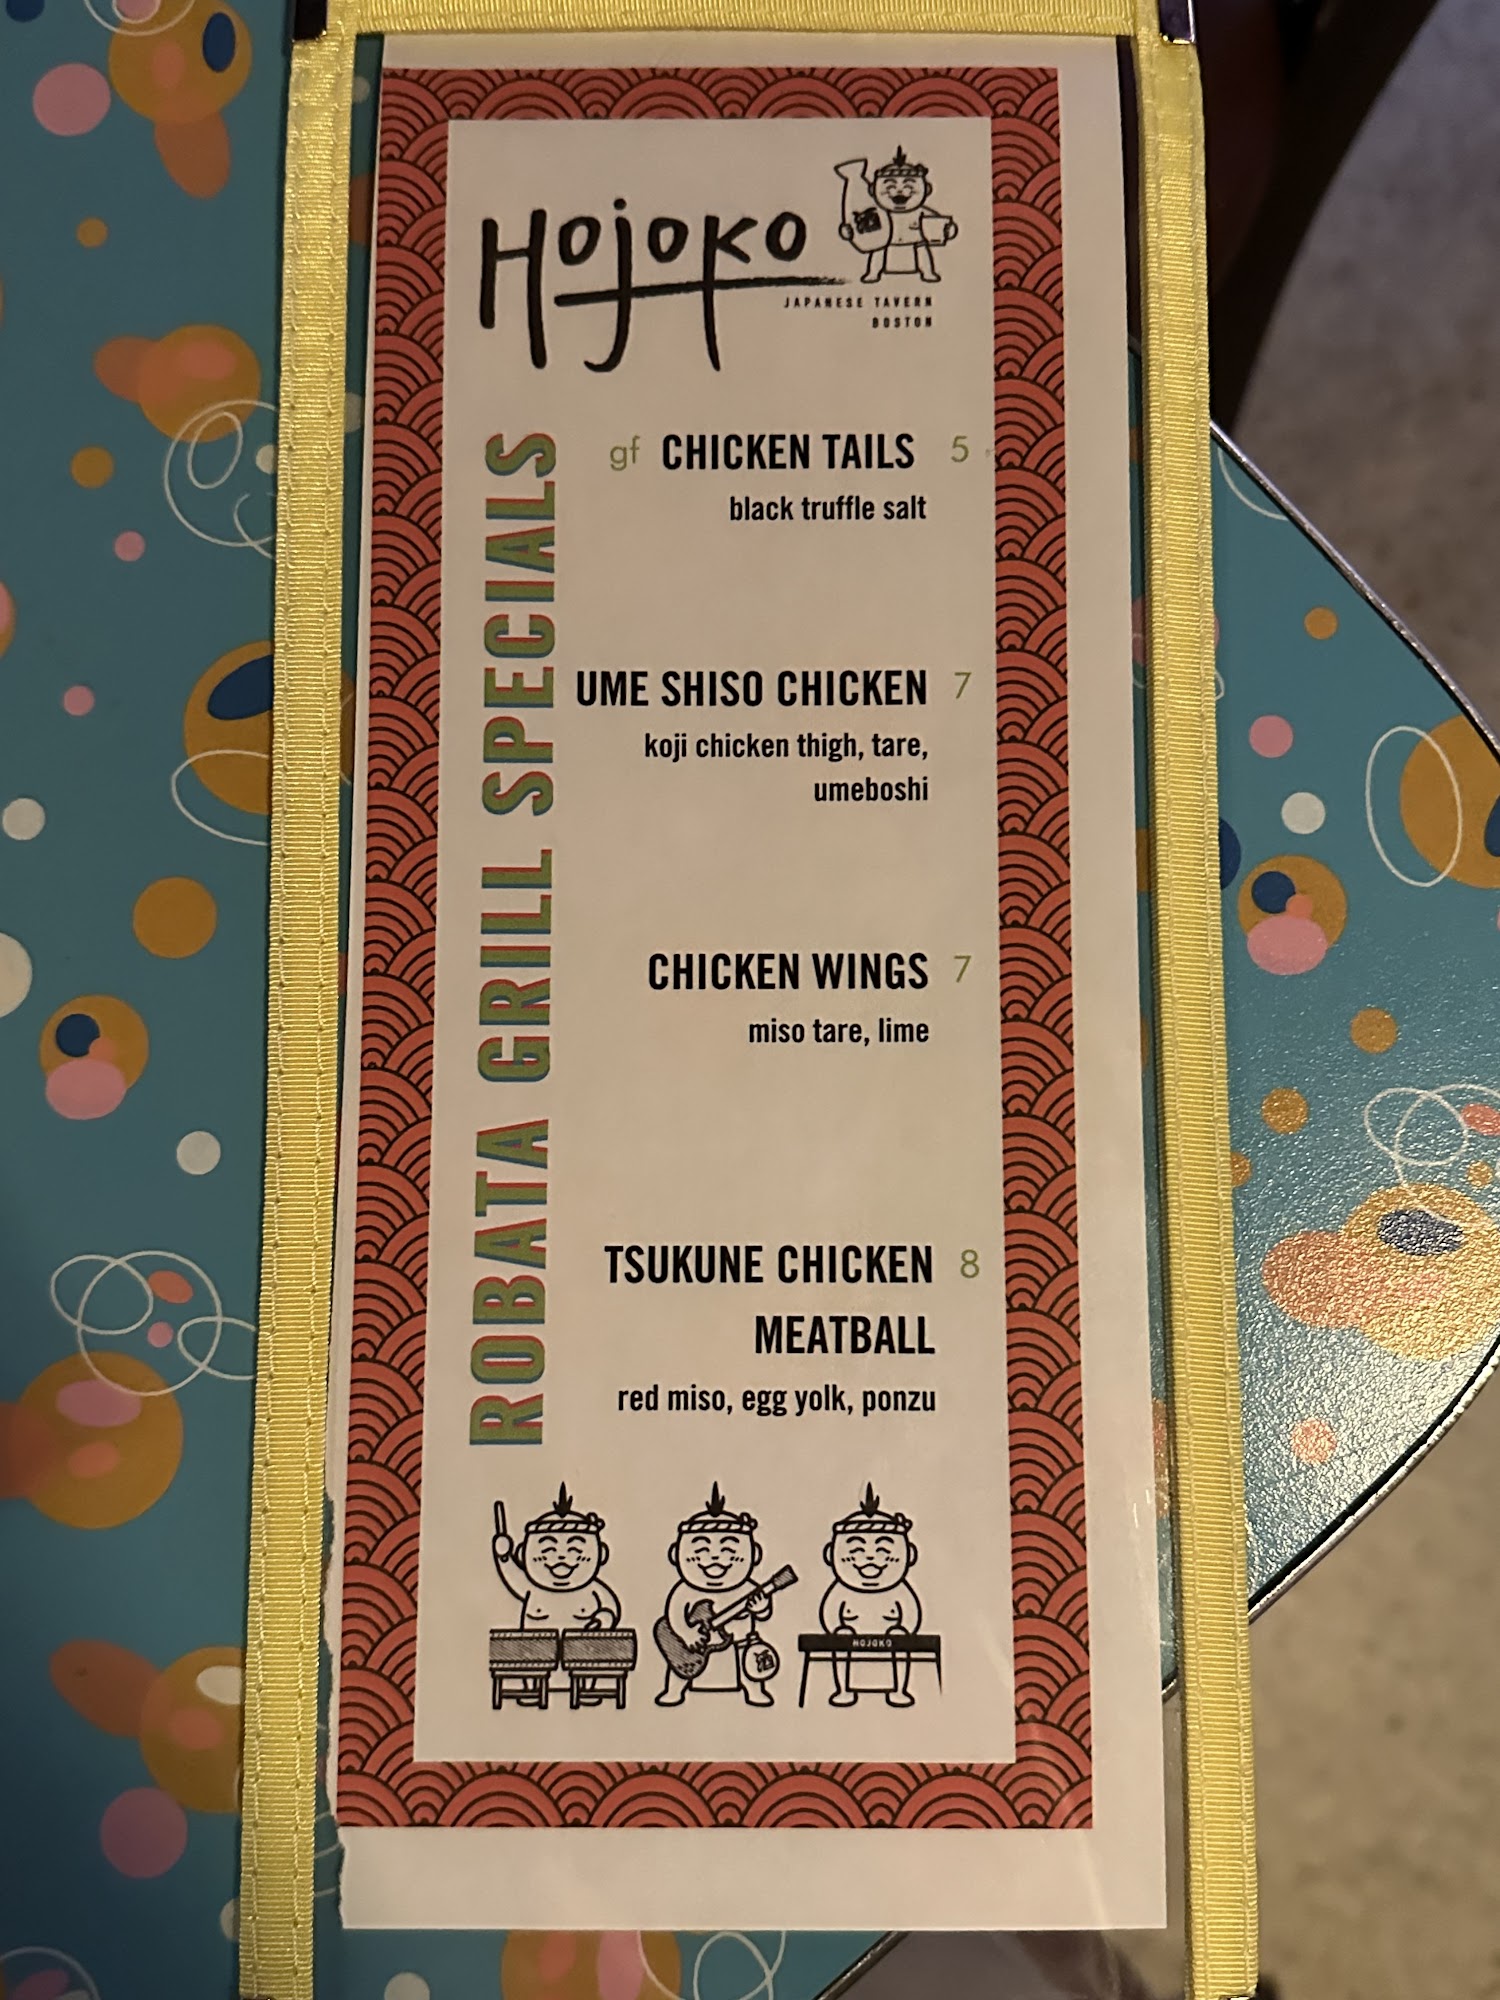 Hojoko
酒
JAPANESE TAVERN
BOSTON
ROBATA GRILL SPECIALS
gf CHICKEN TAILS 5
black truffle salt
UME SHISO CHICKEN 7
koji chicken thigh, tare,
umeboshi
CHICKEN WINGS 7
miso tare, lime
TSUKUNE CHICKEN 8
MEATBALL
red miso, egg yolk, ponzu
酒
HOJOKO